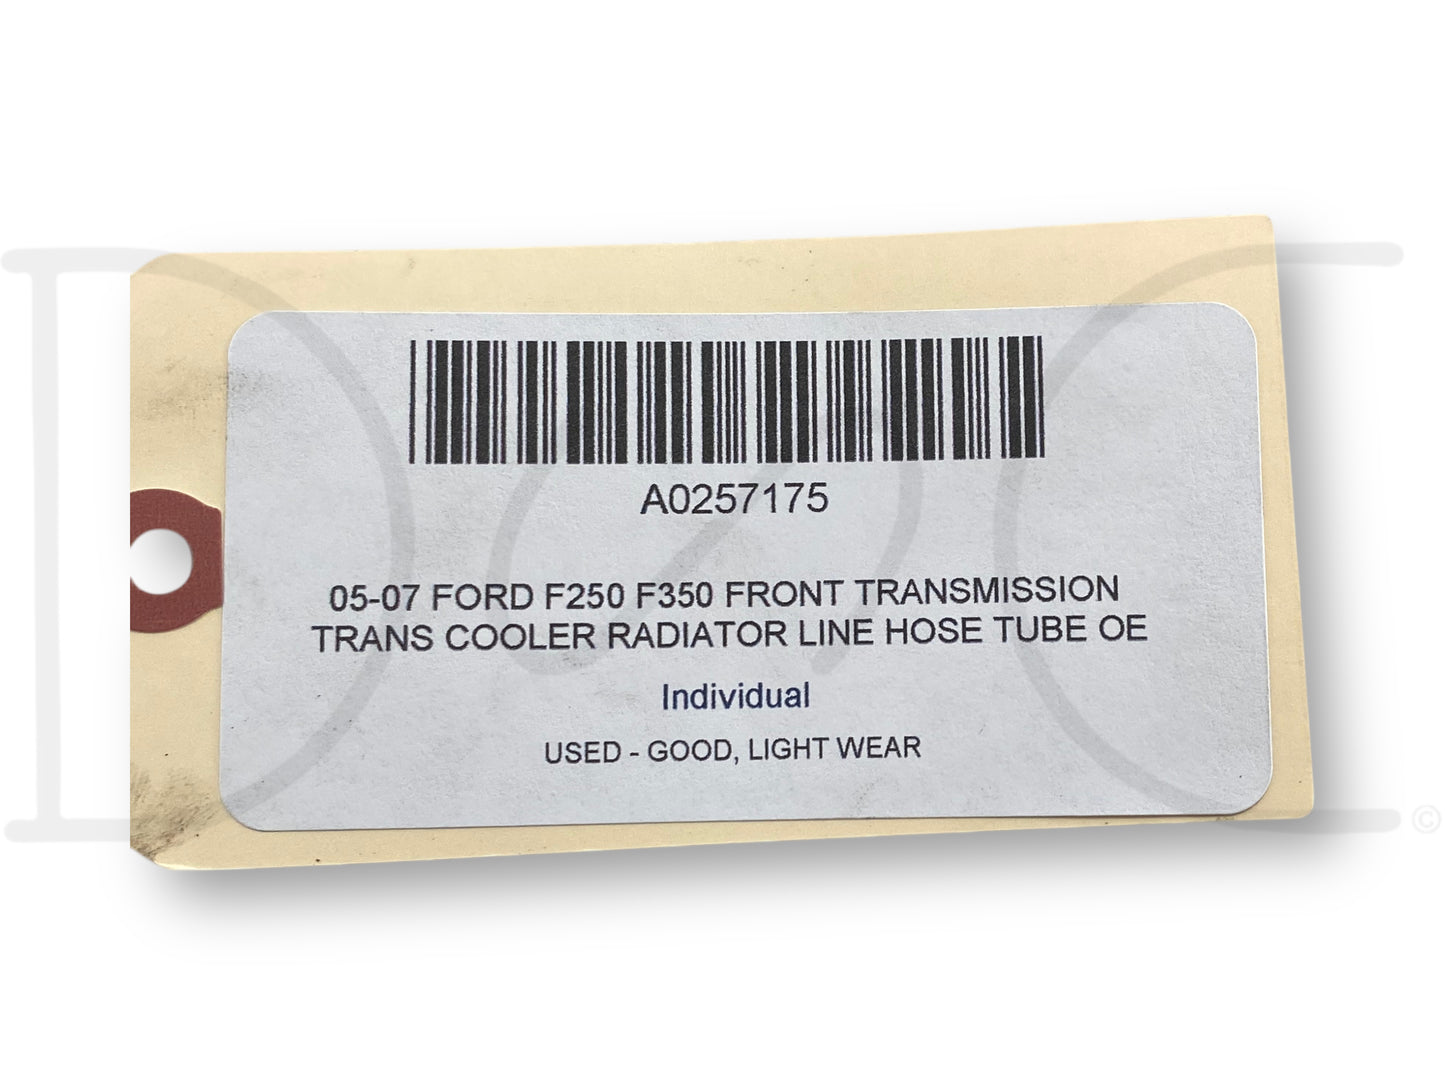 A0257175
05-07 FORD F250 F350 FRONT TRANSMISSION
TRANS COOLER RADIATOR LINE HOSE TUBE OE
Individual
USED - GOOD, LIGHT WEAR
©